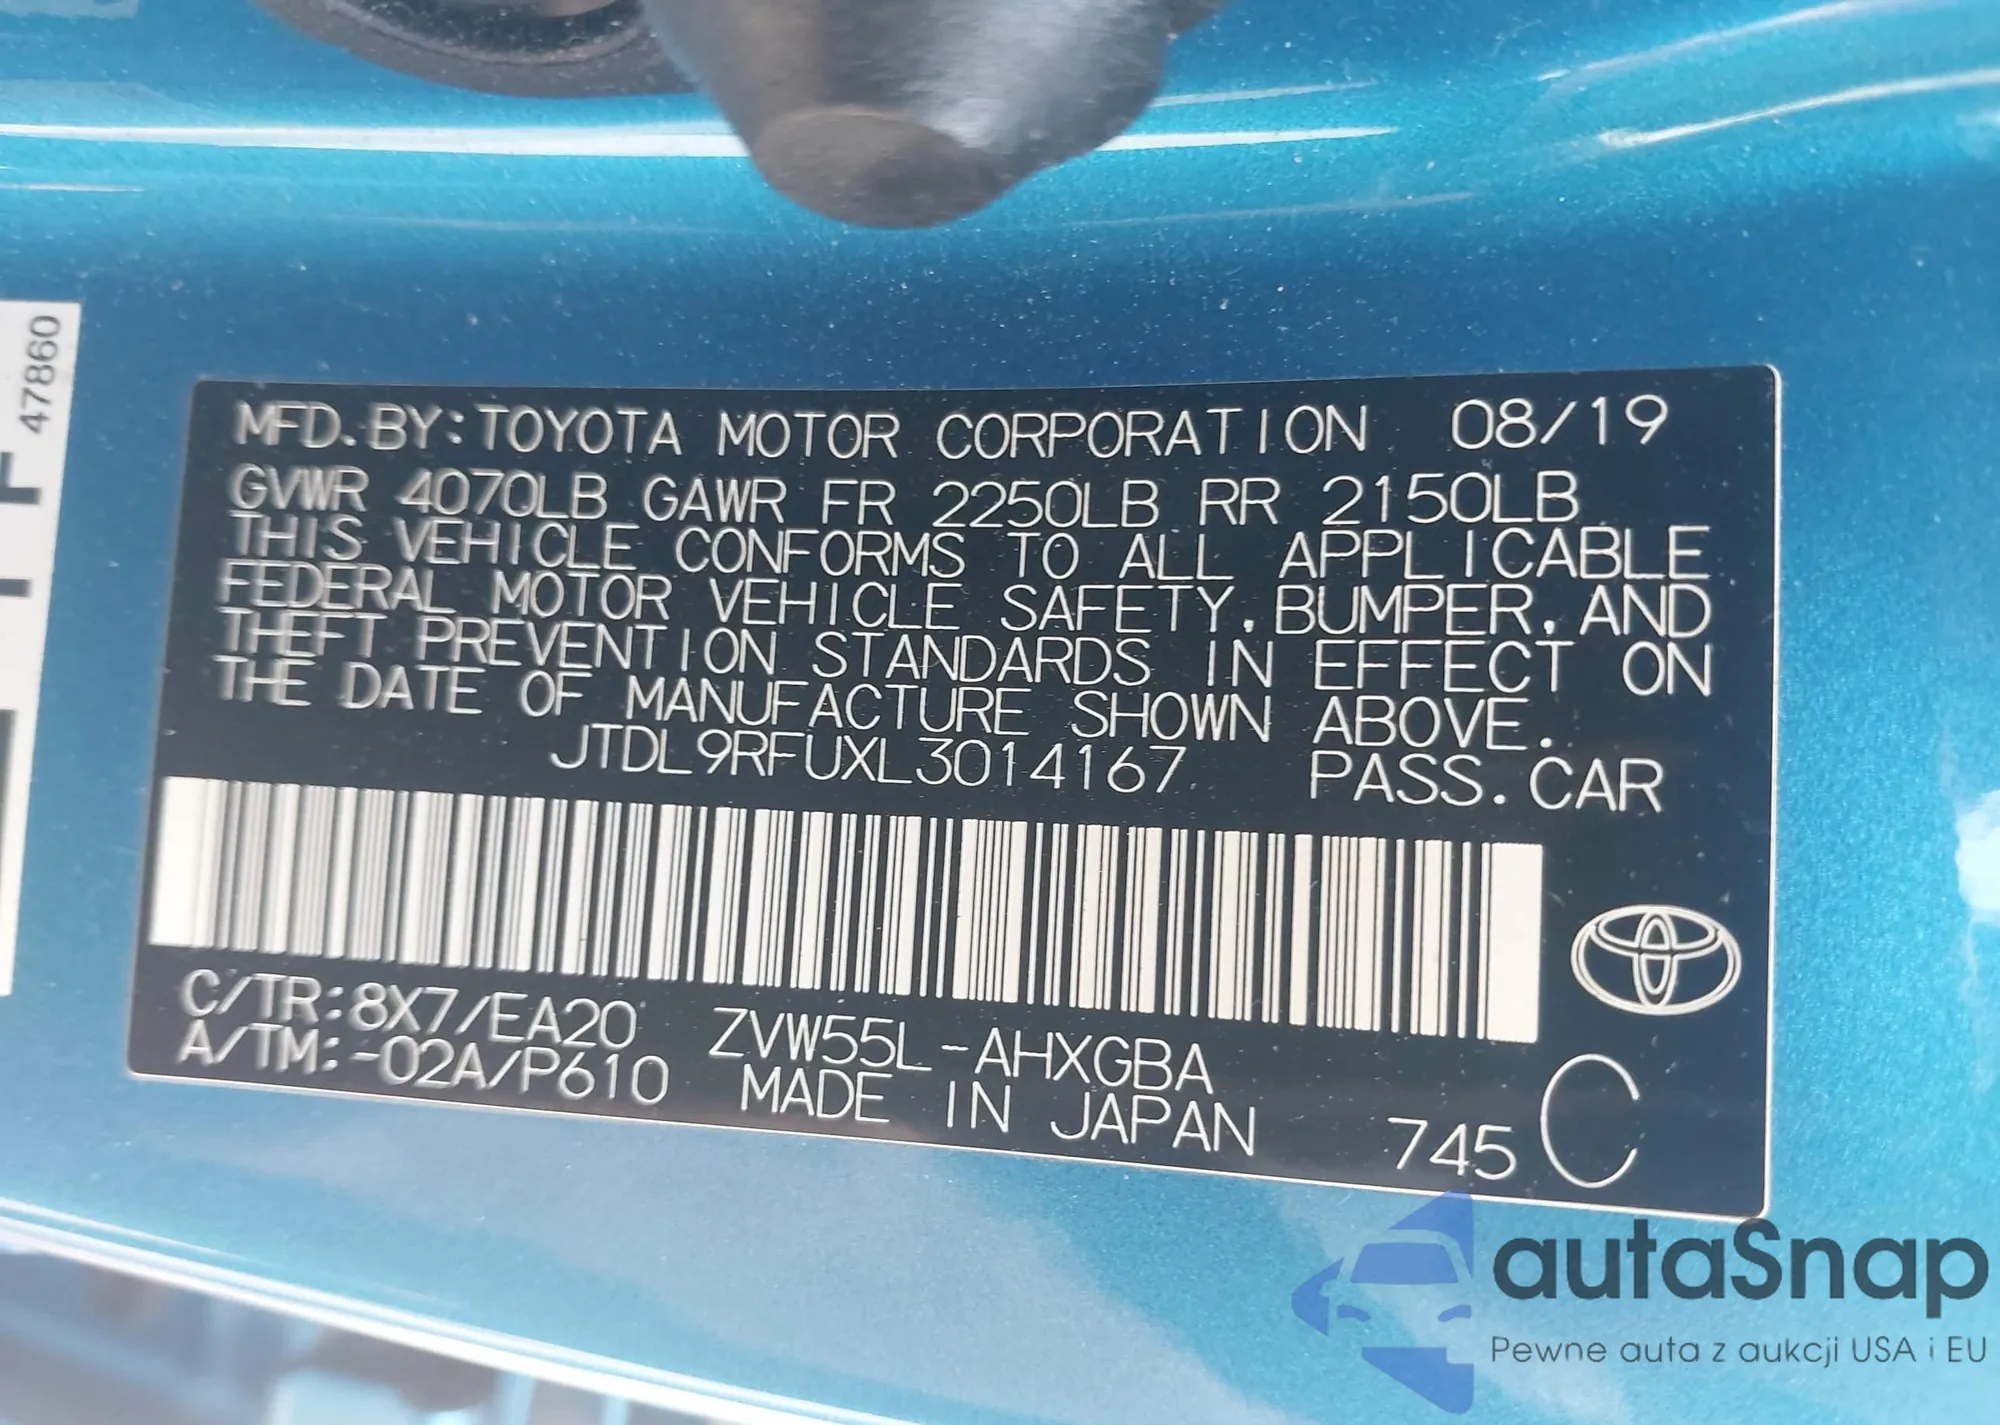 47860
MFD. BY: TOYOTA MOTOR CORPORATION 08/19
GVWR 4070LB GAWR FR 2250LB RR 2150LB
THIS VEHICLE CONFORMS TO ALL APPLICABLE
FEDERAL MOTOR VEHICLE SAFETY, BUMPER, AND
THEFT PREVENTION STANDARDS IN EFFECT ON
THE DATE OF MANUFACTURE SHOWN ABOVE.
JTDL9RFUXL3014167 PASS. CAR
C/TR: 8X7/EA20 ZVW55L-AHXGBA
A/TM: -02A/P610 MADE IN JAPAN 745 C
autaSnap
Pewne auta z aukcji USA i EU